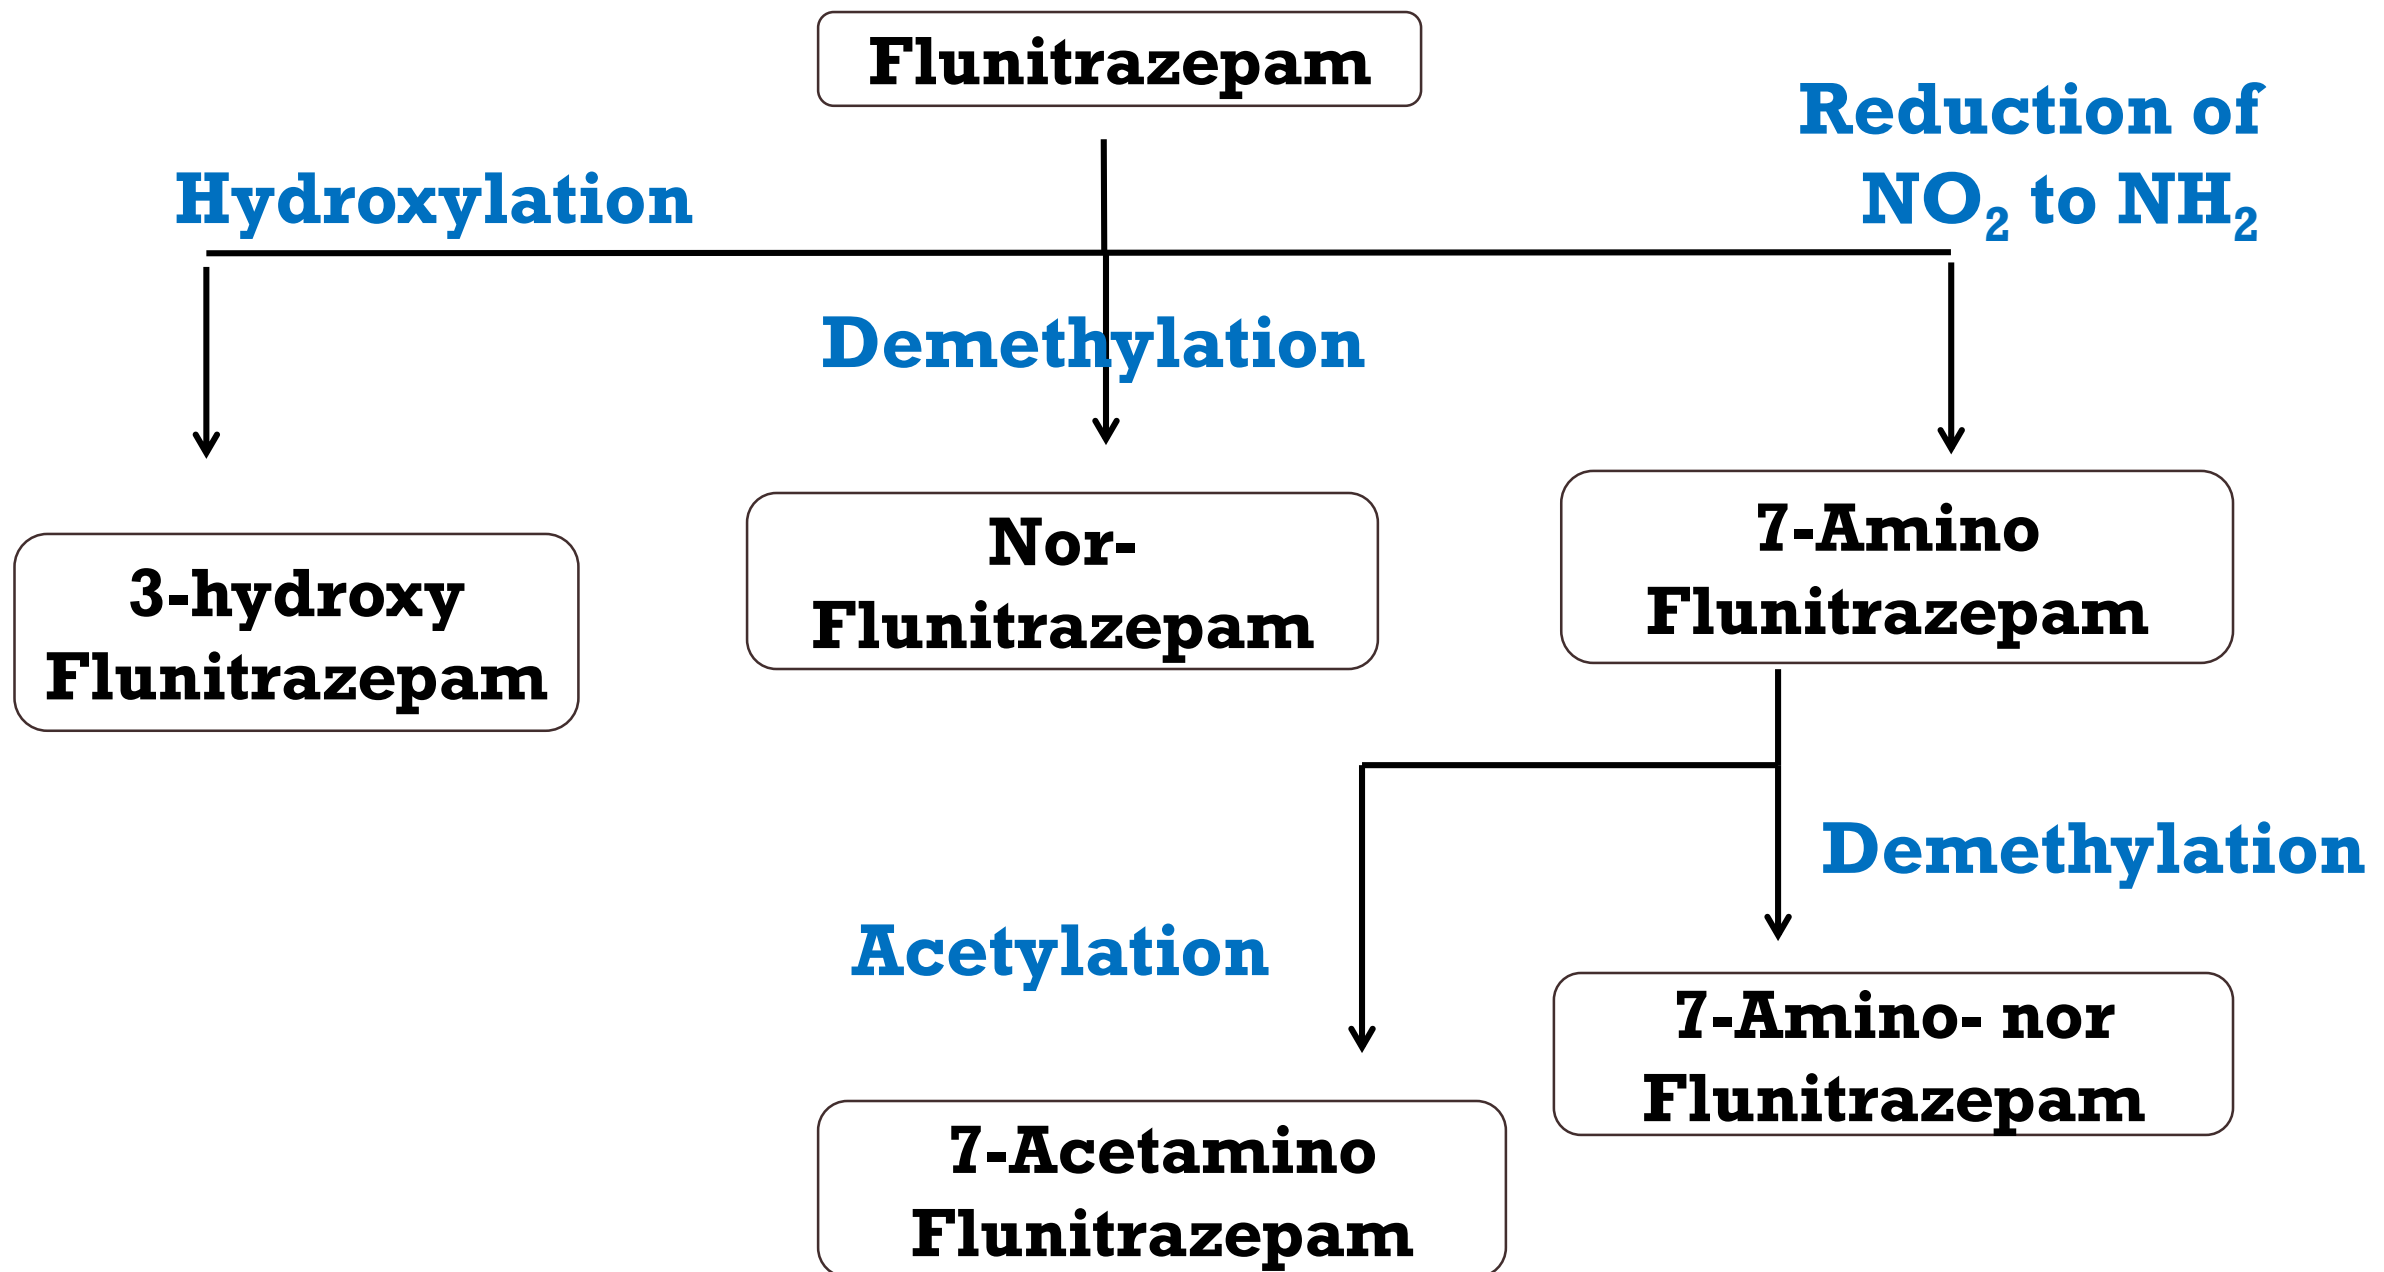 Flunitrazepam
Reduction of
NO₂ to NH₂
Hydroxylation
Demethylation
3-hydroxy
Flunitrazepam
Nor-
Flunitrazepam
7-Amino
Flunitrazepam
Demethylation
Acetylation
7-Amino- nor
Flunitrazepam
7-Acetamino
Flunitrazepam